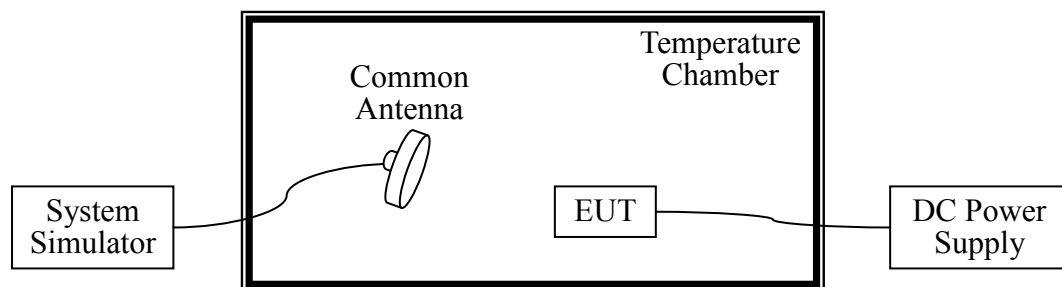 Temperature
Chamber
Common
Antenna
System
Simulator
EUT
DC Power
Supply